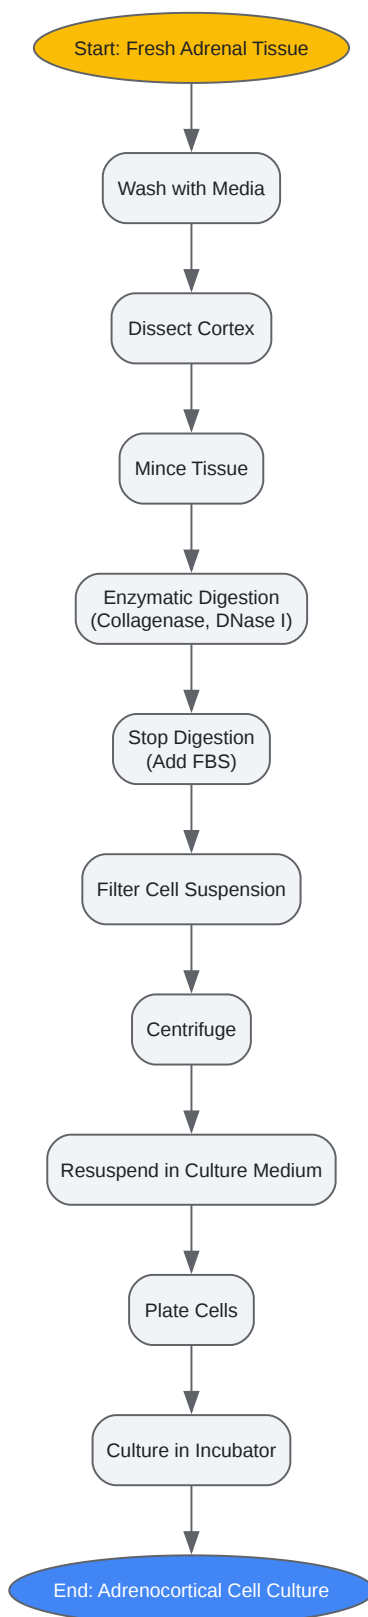 Start: Fresh Adrenal Tissue
Wash with Media
Dissect Cortex
Mince Tissue
Enzymatic Digestion
(Collagenase, DNase I)
Stop Digestion
(Add FBS)
Filter Cell Suspension
Centrifuge
Resuspend in Culture Medium
Plate Cells
Culture in Incubator
End: Adrenocortical Cell Culture